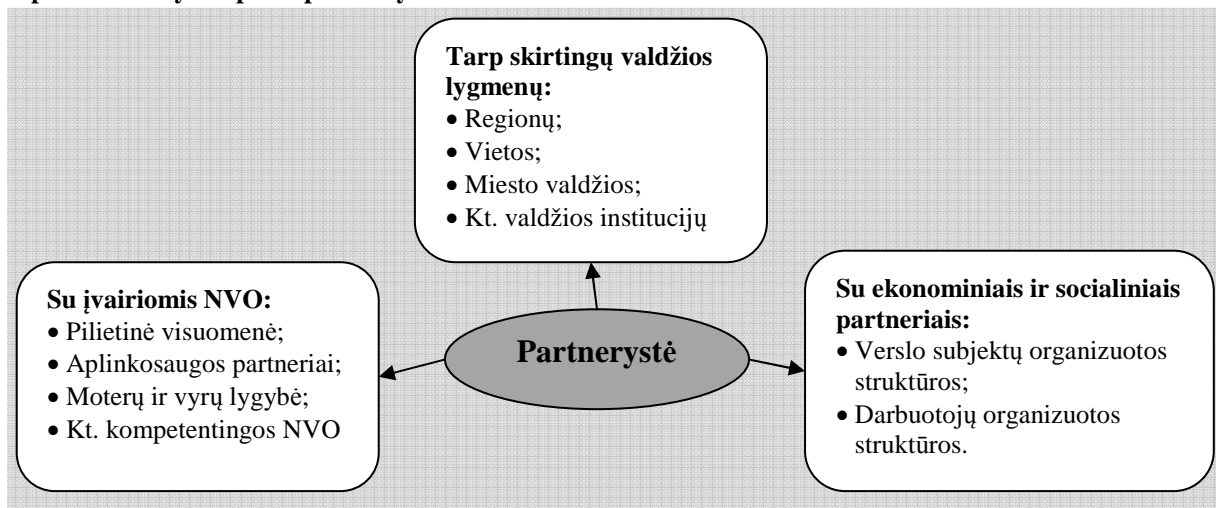 Tarp skirtingų valdžios
lygmenų:
• Regionų;
• Vietos;
• Miesto valdžios;
• Kt. valdžios institucijų
Su įvairiomis NVO:
• Pilietinė visuomenė;
• Aplinkosaugos partneriai;
• Moterų ir vyrų lygybė;
• Kt. kompetentingos NVO
Partnerystė
Su ekonominiais ir socialiniais
partneriais:
• Verslo subjektų organizuotos
struktūros;
• Darbuotojų organizuotos
struktūros.